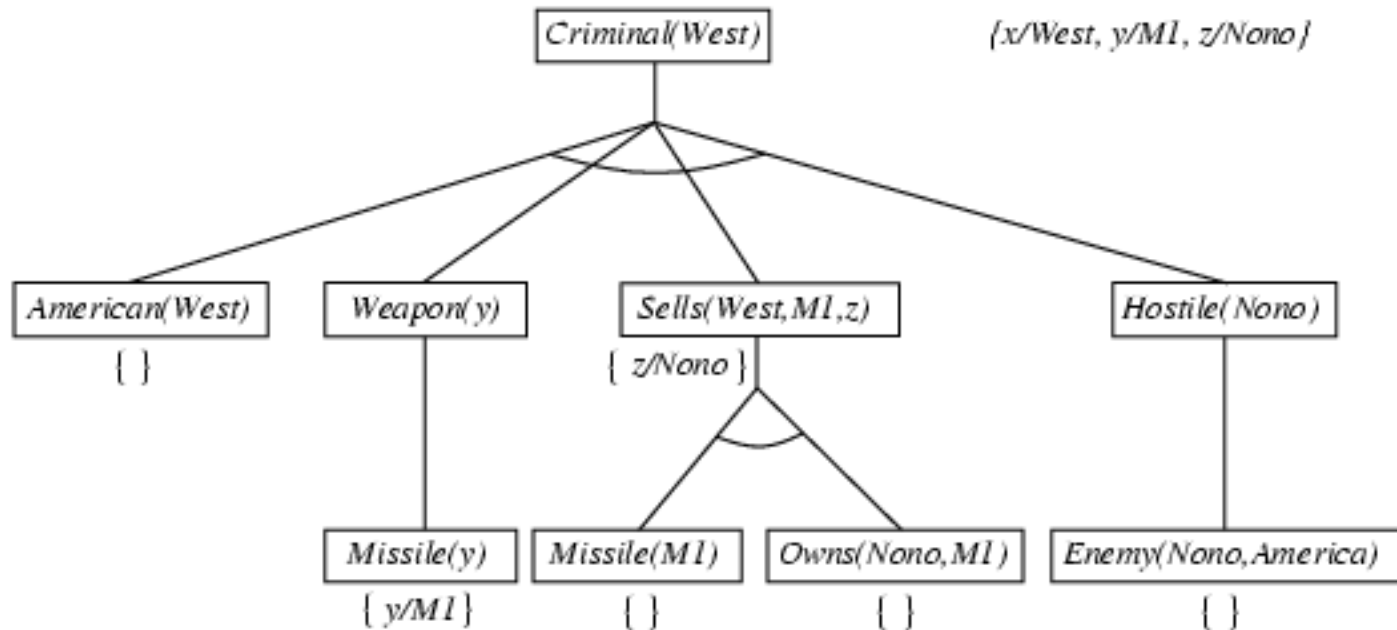 Criminal(West)
{x/West, y/M1, z/Nono}
American(West)
Weapon(y)
Sells(West,M1,z)
Hostile(Nono)
{ }
{ z/Nono }
Missile(y)
Missile(M1)
Owns(Nono,M1)
Enemy(Nono,America)
{ y/M1 }
{ }
{ }
{ }